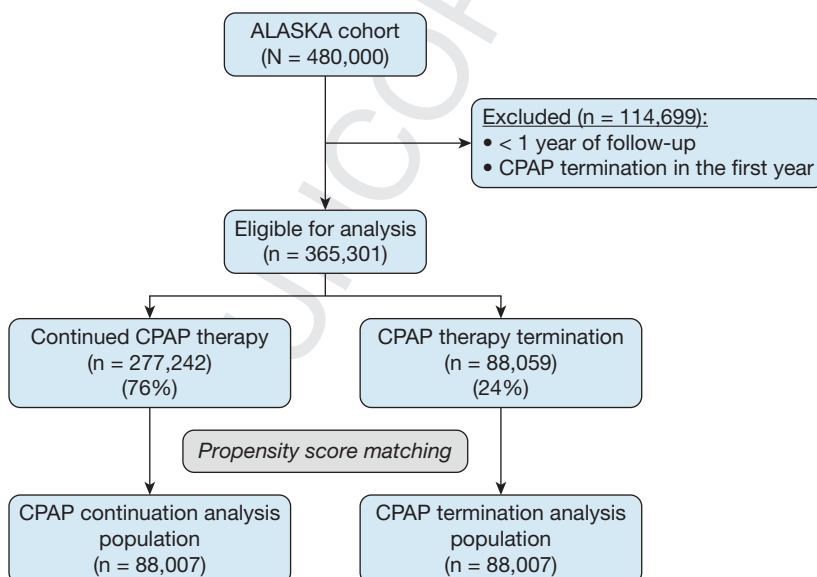 ALASKA cohort
(N = 480,000)
Excluded (n = 114,699):
• < 1 year of follow-up
• CPAP termination in the first year
Eligible for analysis
(n = 365,301)
Continued CPAP therapy
(n = 277,242)
(76%)
CPAP therapy termination
(n = 88,059)
(24%)
Propensity score matching
CPAP continuation analysis
population
(n = 88,007)
CPAP termination analysis
population
(n = 88,007)